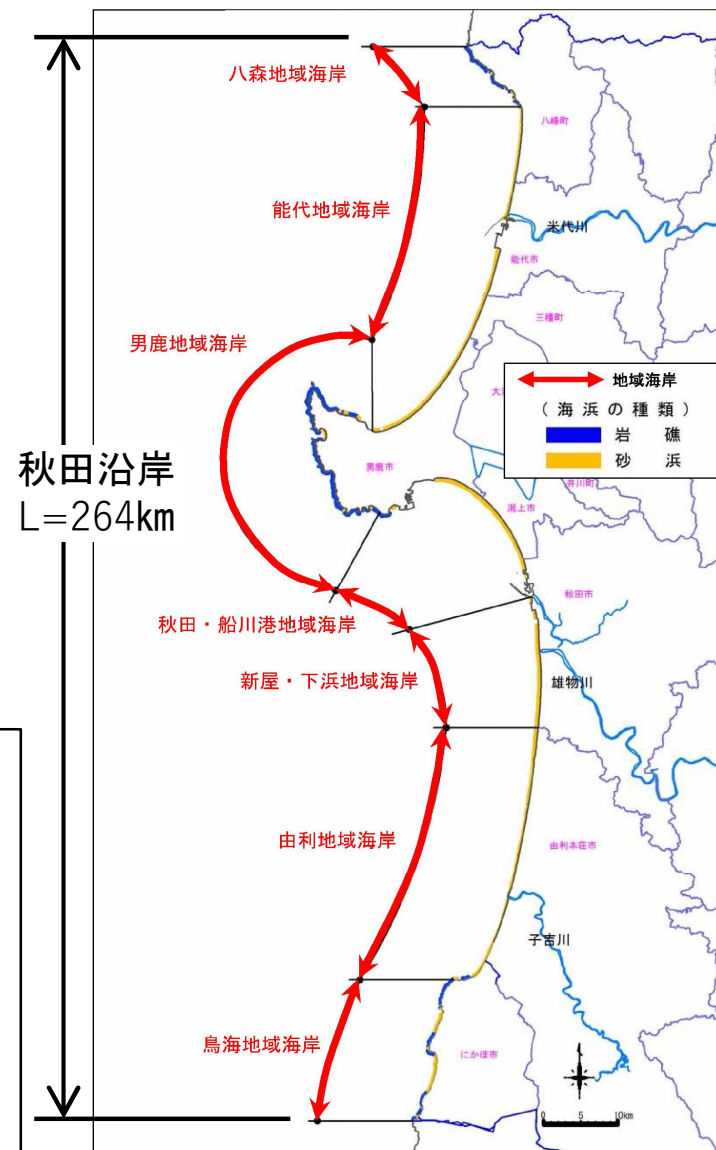 八森地域海岸
八峰町
能代地域海岸
米代川
能代市
三種町
男鹿地域海岸
地域海岸
(海浜の種類)
岩礁
砂浜
大
男鹿市
井川町
潟上市
秋田沿岸
L=264km
秋田市
秋田・船川港地域海岸
新屋・下浜地域海岸
雄物川
由利地域海岸
由利本荘市
子吉川
鳥海地域海岸
にかほ市
0 5 10km